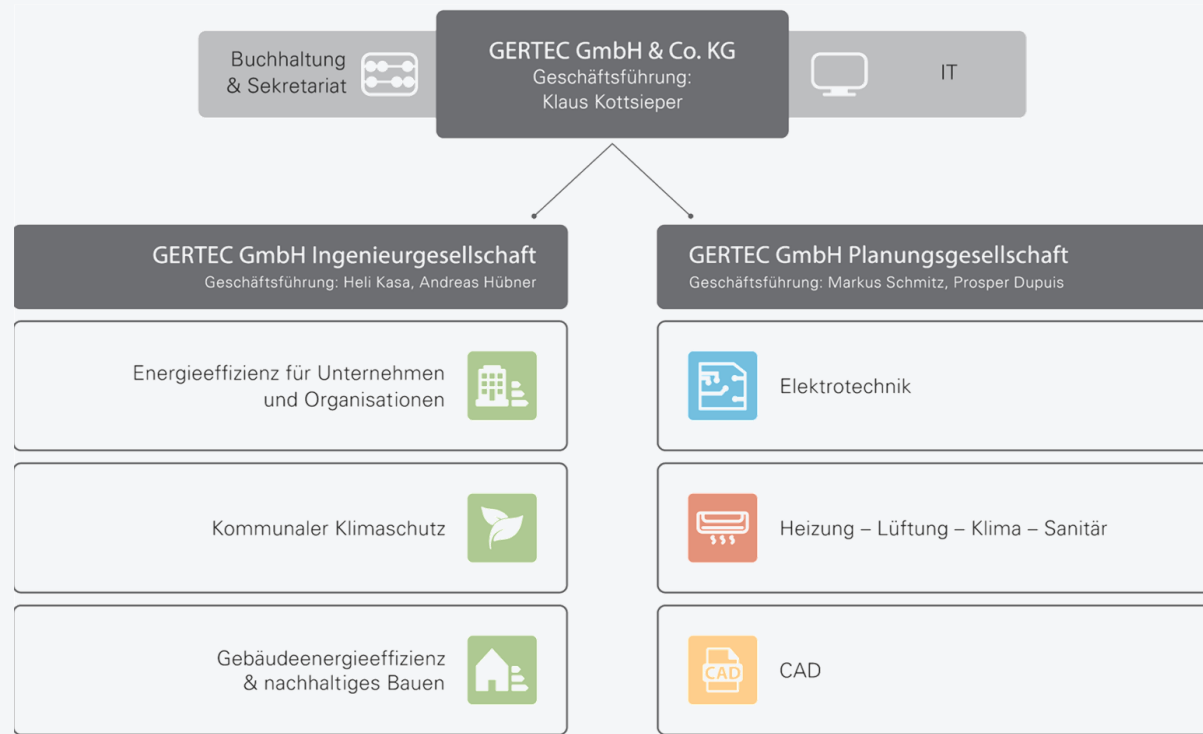 Buchhaltung
& Sekretariat
GERTEC GmbH & Co. KG
Geschäftsführung:
Klaus Kottsieper
IT
GERTEC GmbH Ingenieurgesellschaft
Geschäftsführung: Heli Kasa, Andreas Hübner
Energieeffizienz für Unternehmen
und Organisationen
Kommunaler Klimaschutz
Gebäudeenergieeffizienz
& nachhaltiges Bauen
GERTEC GmbH Planungsgesellschaft
Geschäftsführung: Markus Schmitz, Prosper Dupuis
Elektrotechnik
Heizung – Lüftung – Klima – Sanitär
CAD
CAD